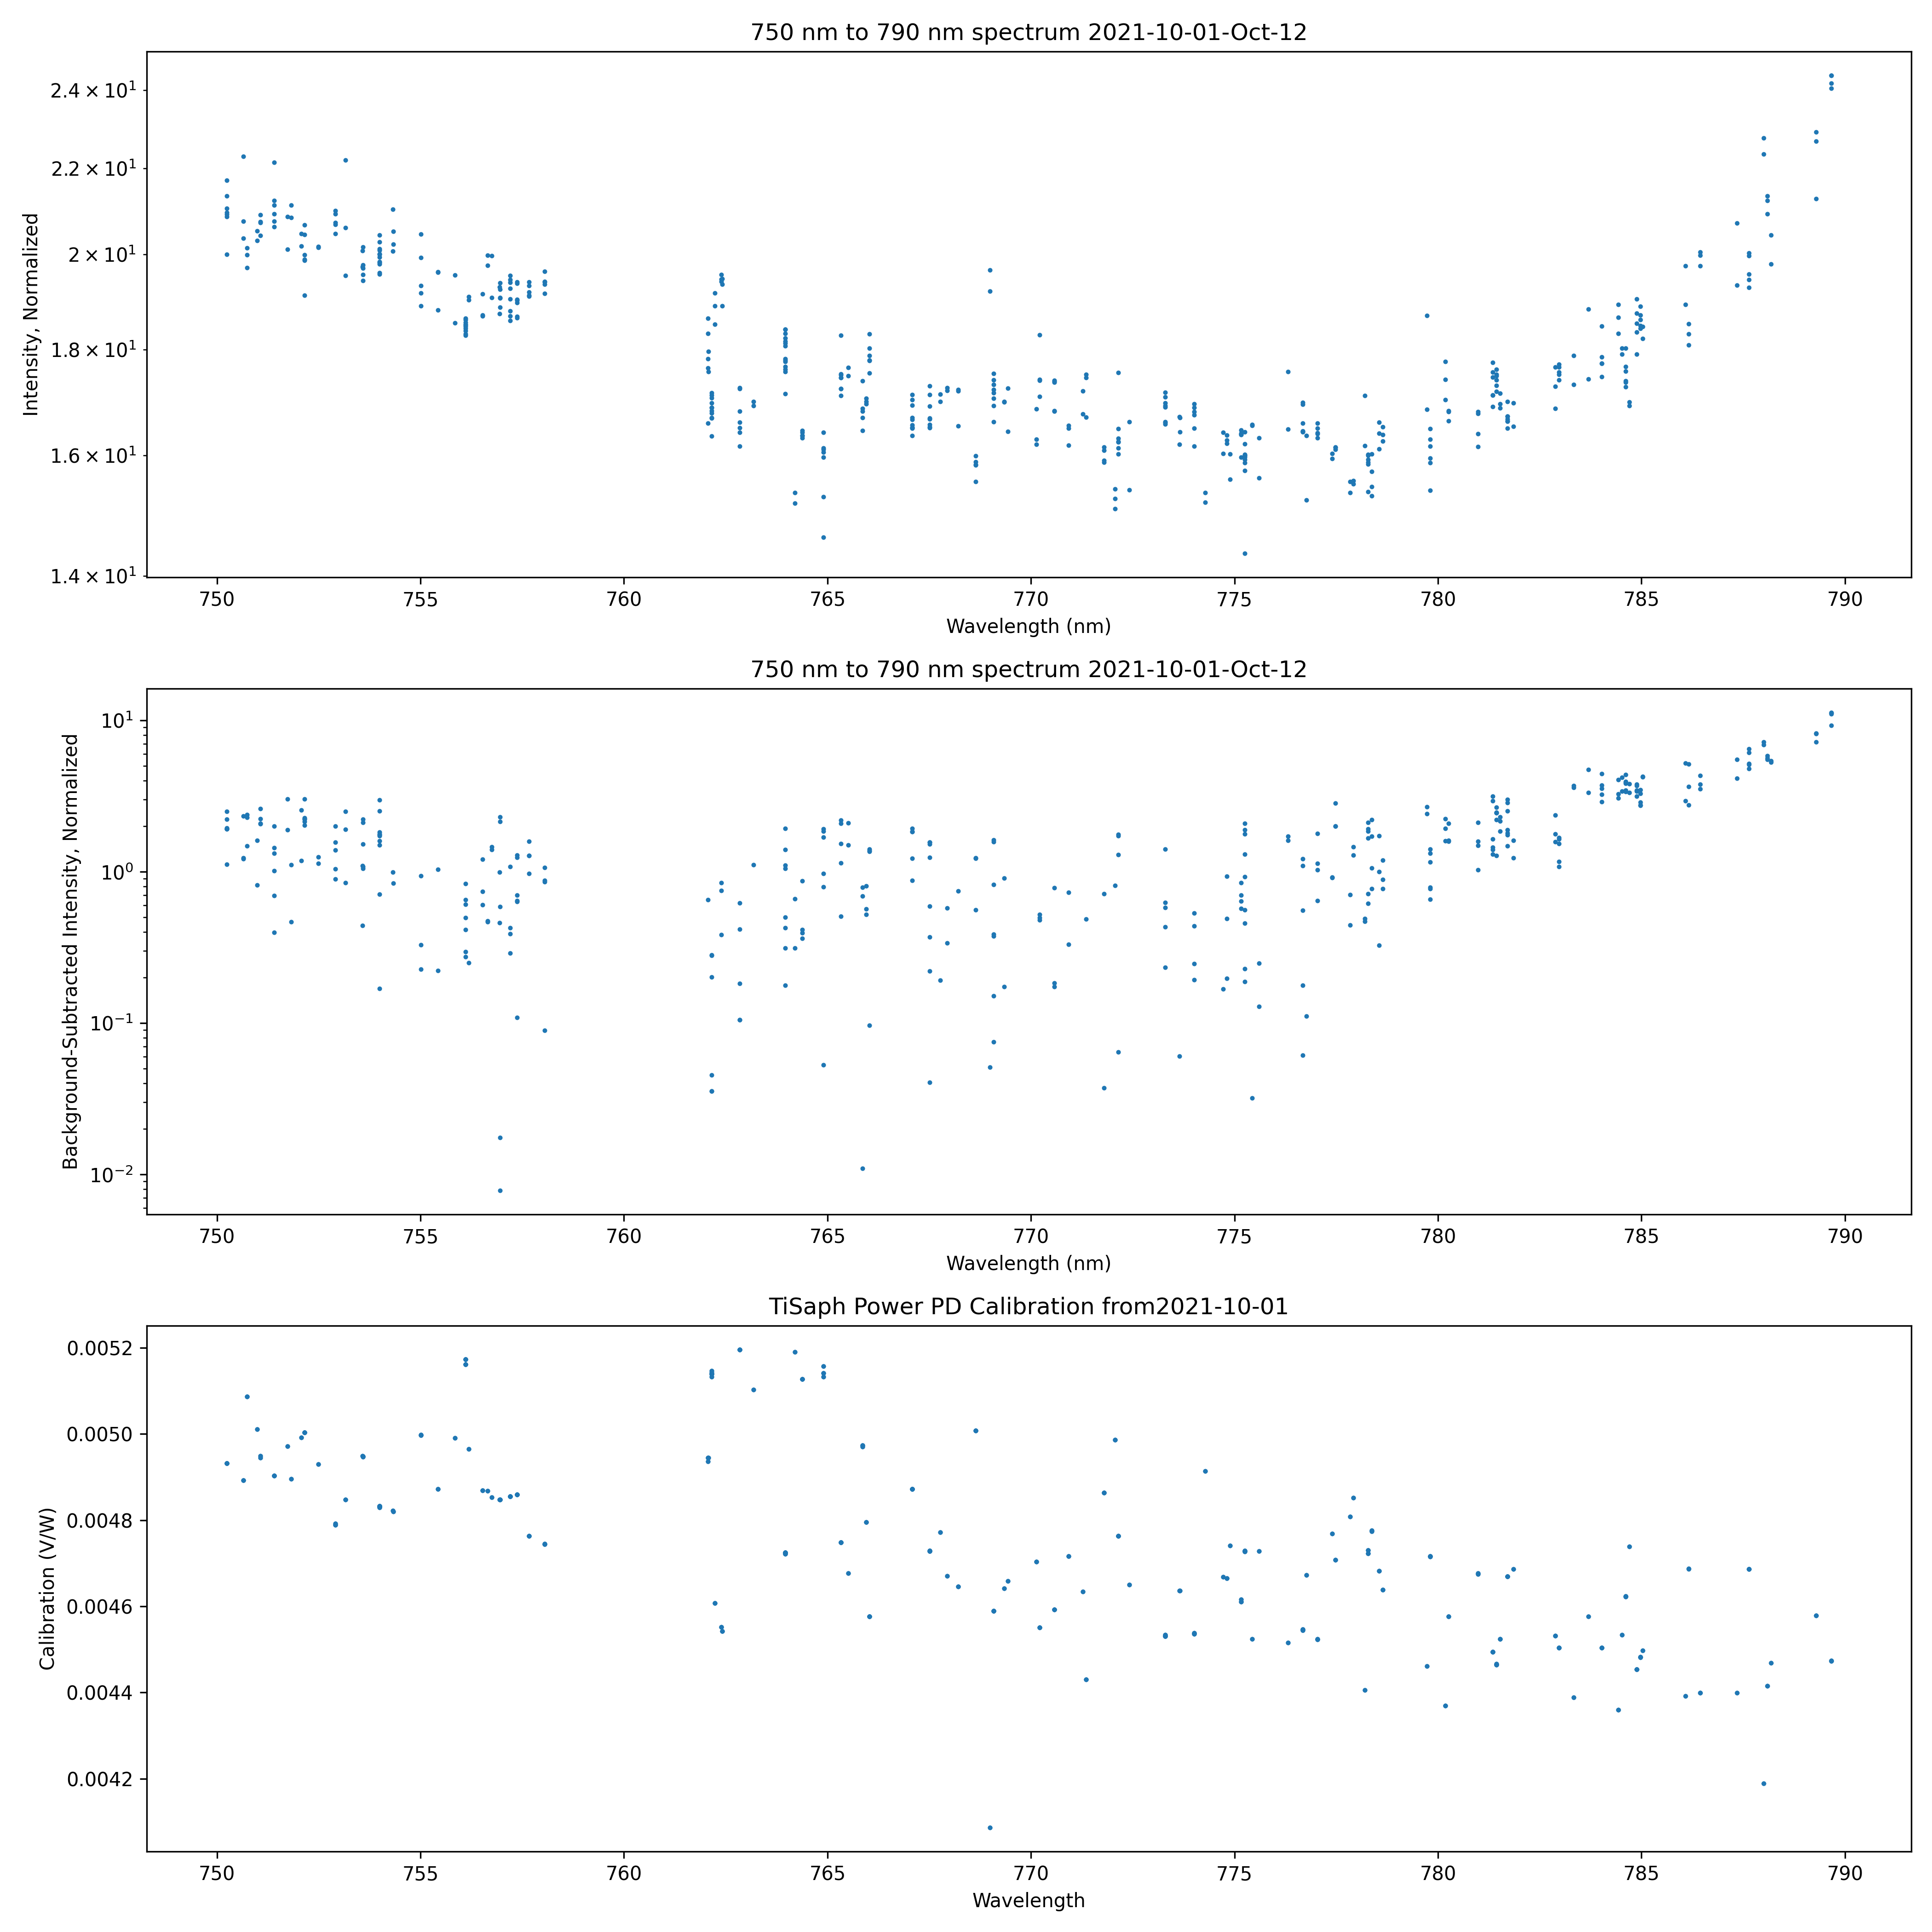 750 nm to 790 nm spectrum 2021-10-01-Oct-12
Intensity, Normalized
2.4 × 10¹
2.2 × 10¹
2 × 10¹
1.8 × 10¹
1.6 × 10¹
1.4 × 10¹
750 755 760 765 770 775 780 785 790
Wavelength (nm)
750 nm to 790 nm spectrum 2021-10-01-Oct-12
Background-Subtracted Intensity, Normalized
10¹
10⁰
10⁻¹
10⁻²
750 755 760 765 770 775 780 785 790
Wavelength (nm)
TiSaph Power PD Calibration from2021-10-01
Calibration (V/W)
0.0052
0.0050
0.0048
0.0046
0.0044
0.0042
750 755 760 765 770 775 780 785 790
Wavelength